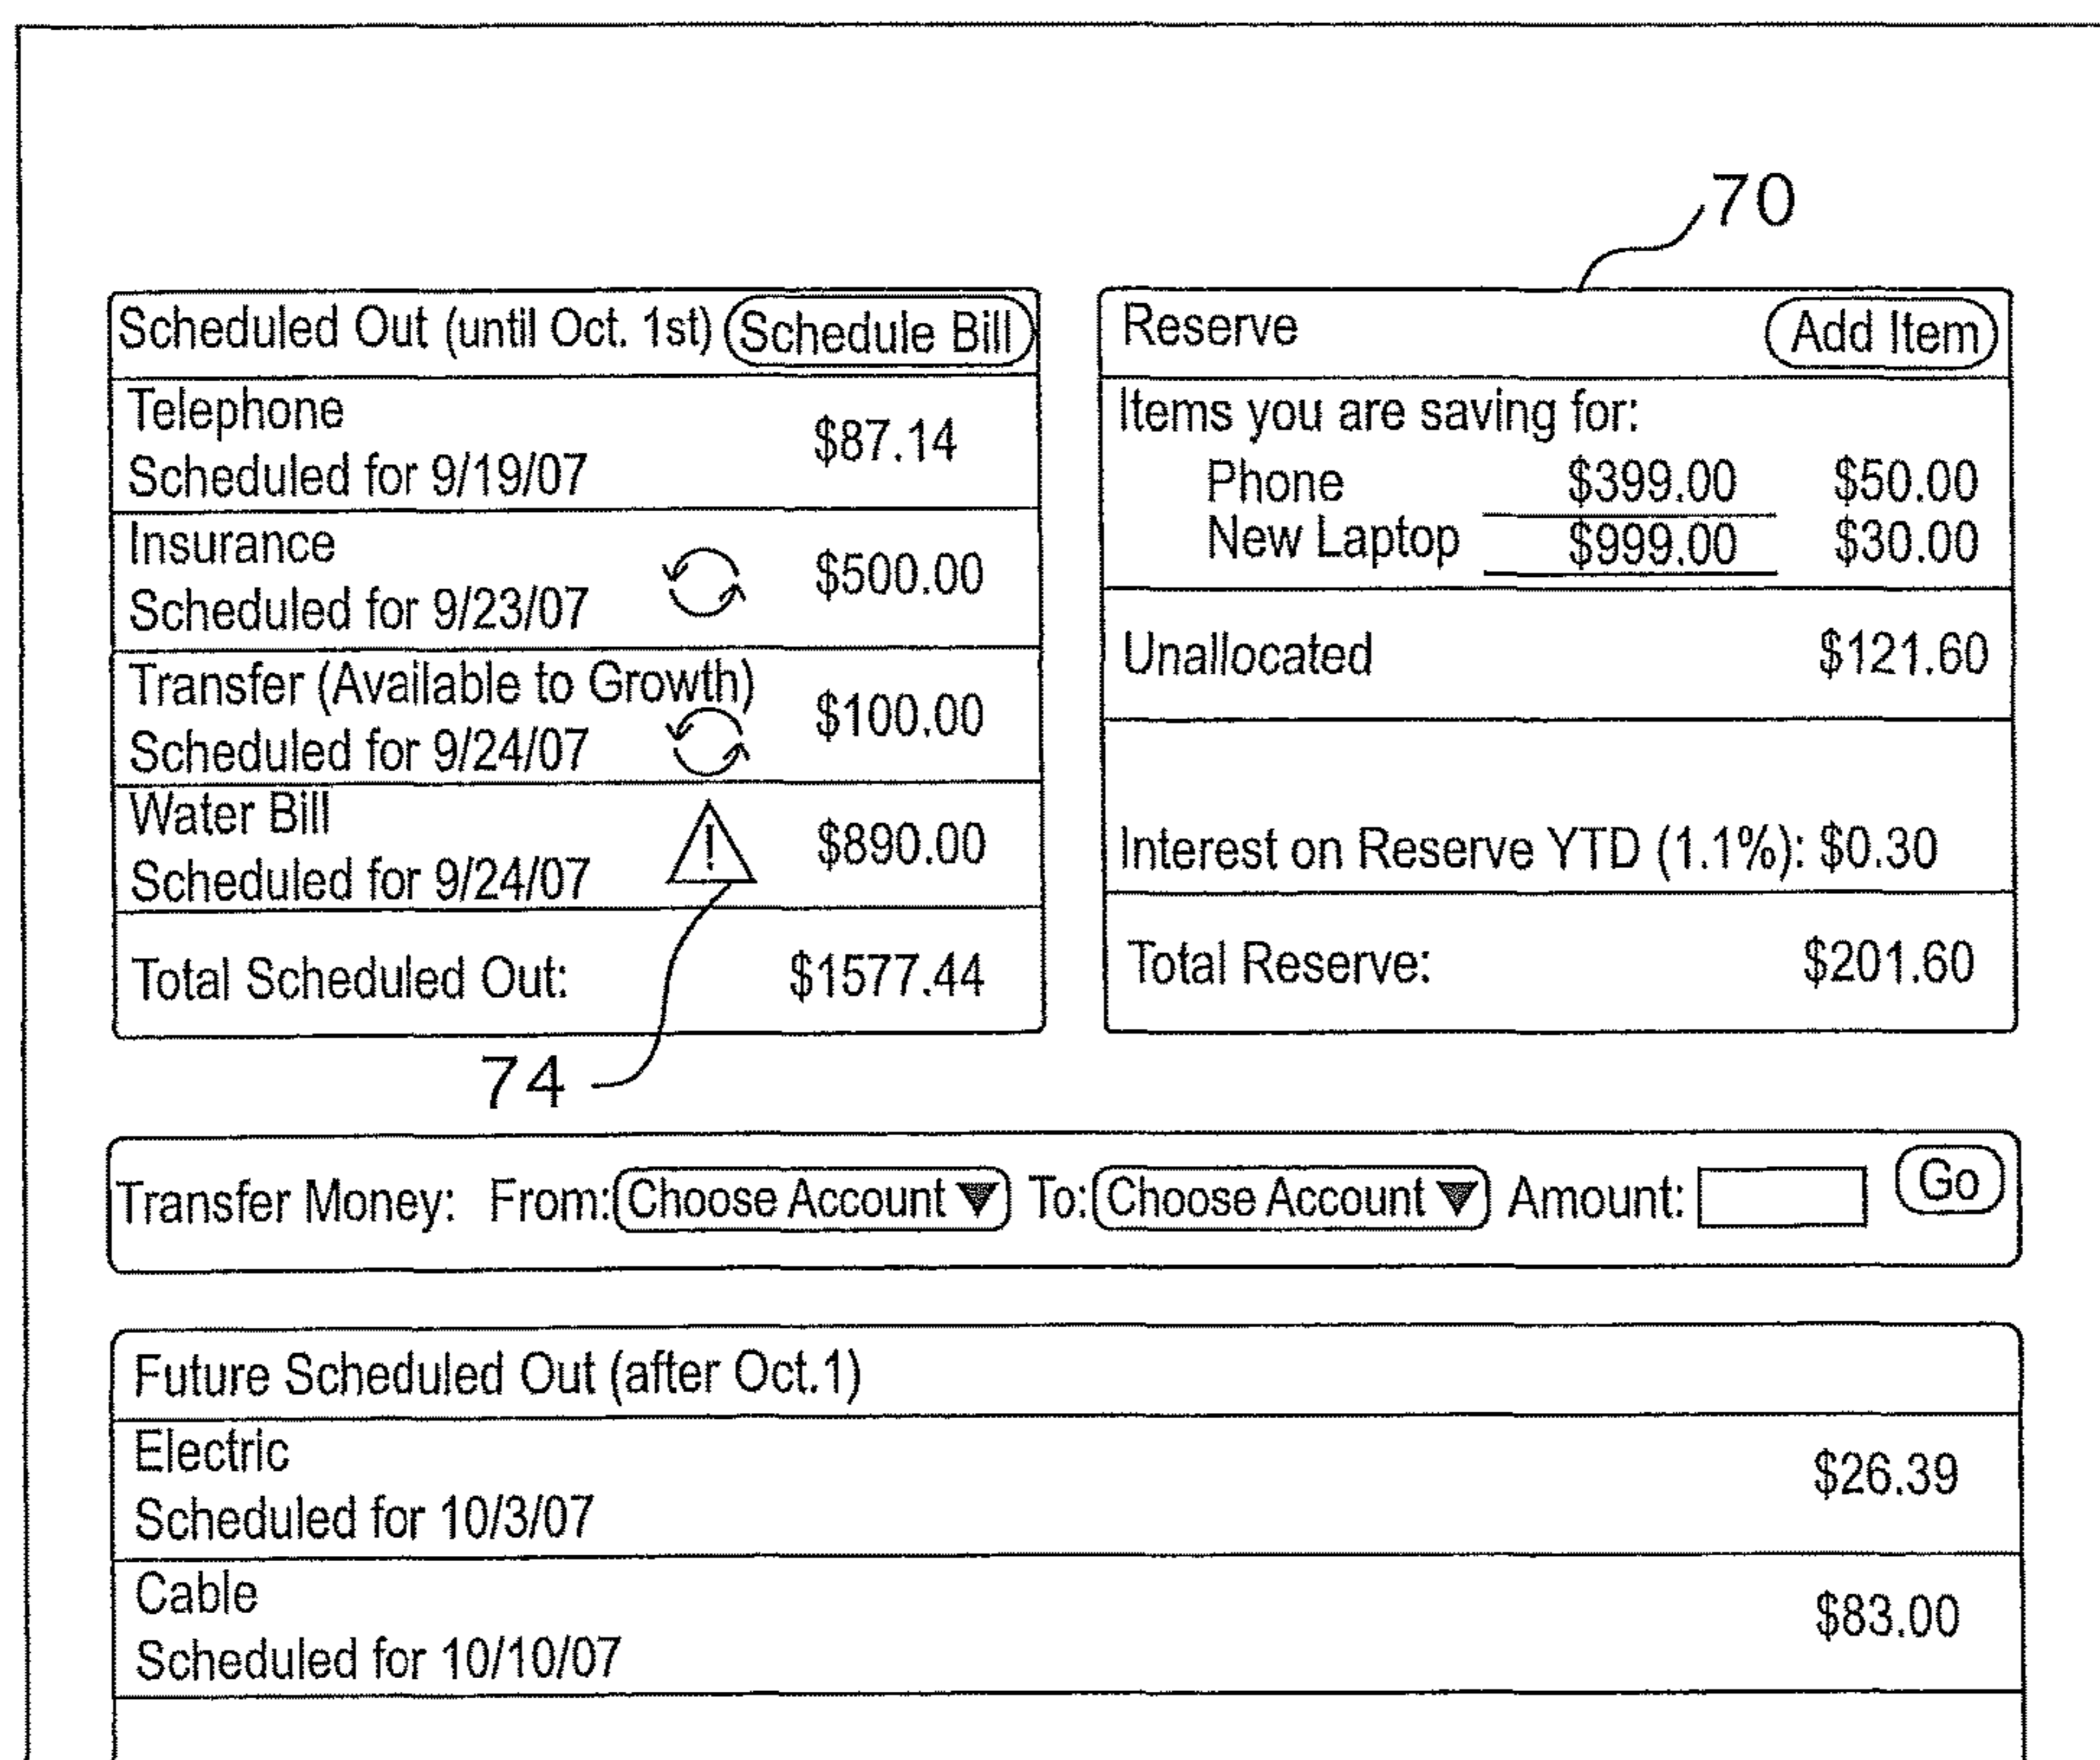 70
Scheduled Out (until Oct. 1st) Schedule Bill
Telephone
Scheduled for 9/19/07 $87.14
Insurance
Scheduled for 9/23/07 $500.00
Transfer (Available to Growth)
Scheduled for 9/24/07 $100.00
Water Bill
Scheduled for 9/24/07 ! $890.00
Total Scheduled Out: $1577.44
74
Reserve Add Item
Items you are saving for:
Phone $399.00 $50.00
New Laptop $999.00 $30.00
Unallocated $121.60
Interest on Reserve YTD (1.1%): $0.30
Total Reserve: $201.60
Transfer Money: From: Choose Account To: Choose Account Amount: Go
Future Scheduled Out (after Oct.1)
Electric
Scheduled for 10/3/07 $26.39
Cable
Scheduled for 10/10/07 $83.00